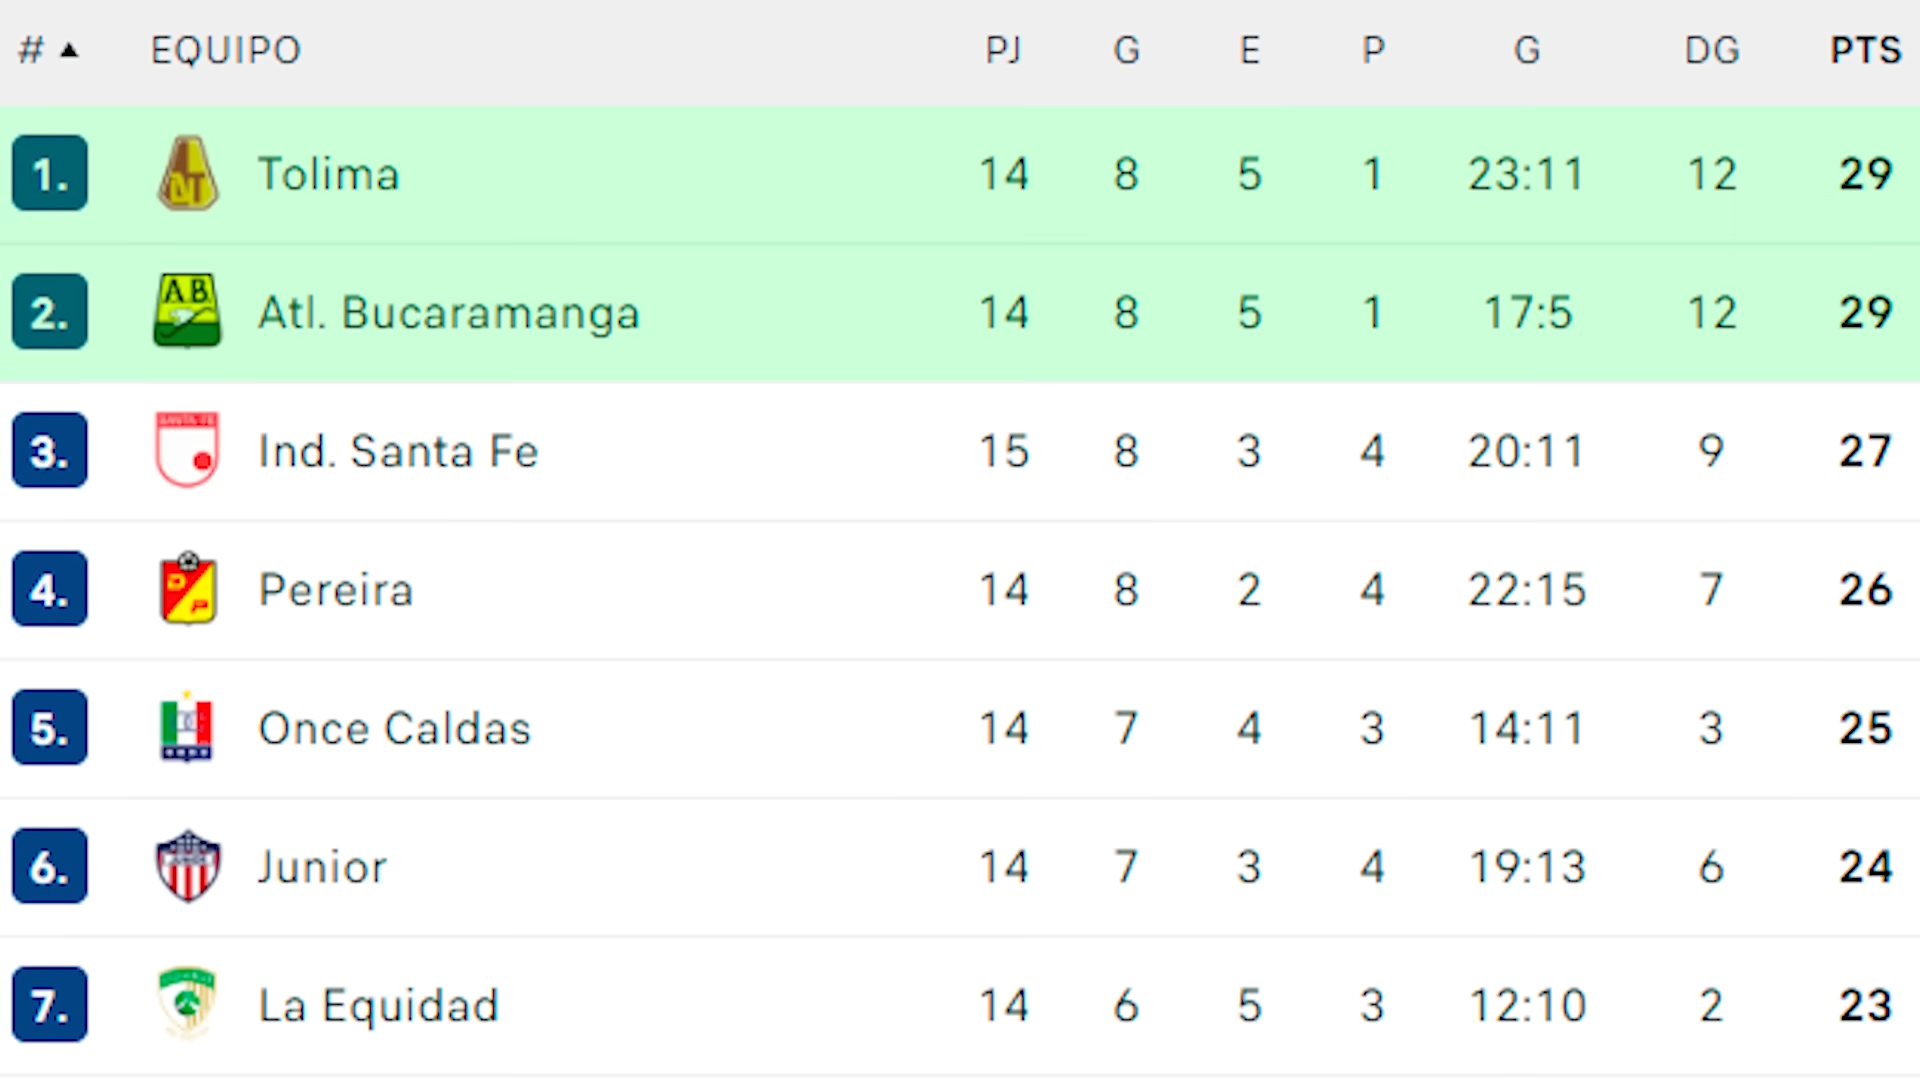 # ▲ EQUIPO PJ G E P G DG PTS
1. Tolima 14 8 5 1 23:11 12 29
2. AB Atl. Bucaramanga 14 8 5 1 17:5 12 29
3. SANTA FE Ind. Santa Fe 15 8 3 4 20:11 9 27
4. DP Pereira 14 8 2 4 22:15 7 26
5. Once Caldas 14 7 4 3 14:11 3 25
6. Junior 14 7 3 4 19:13 6 24
7. La Equidad 14 6 5 3 12:10 2 23